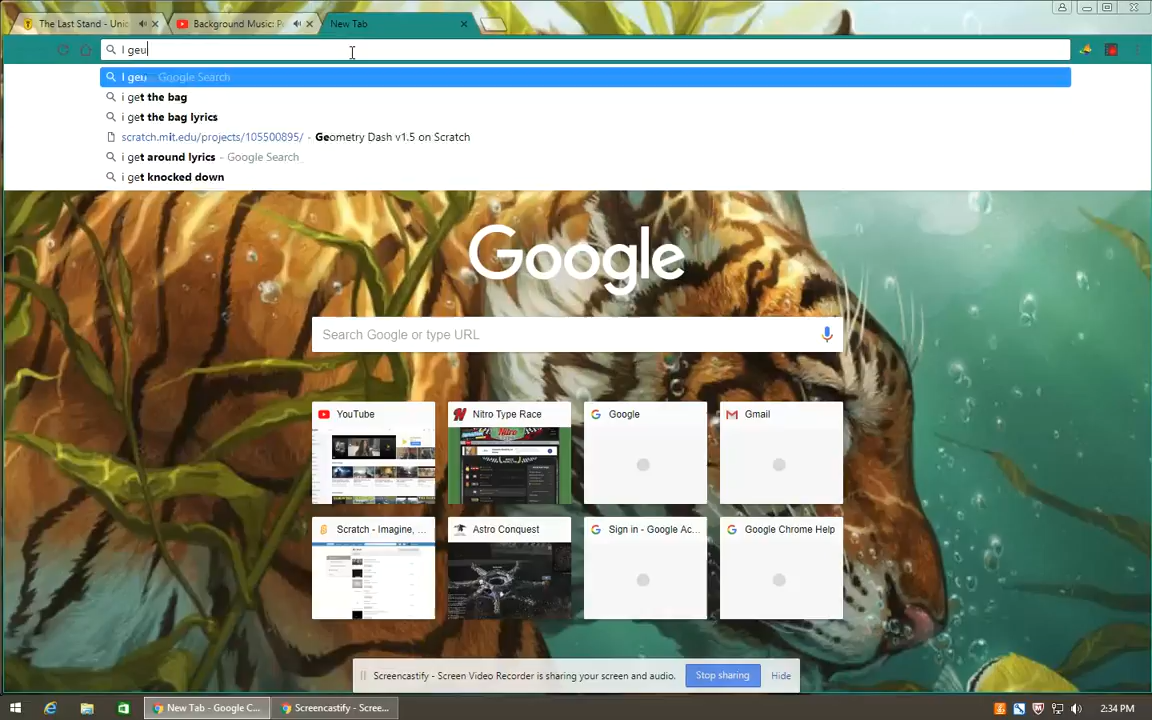 The Last Stand - Uni
Background Music: P
New Tab
I geu
I geu - Google Search
i get the bag
i get the bag lyrics
scratch.mit.edu/projects/105500895/ - Geometry Dash v1.5 on Scratch
i get around lyrics - Google Search
i get knocked down
Google
Search Google or type URL
YouTube
Nitro Type Race
Google
Gmail
Scratch - Imagine, ...
Astro Conquest
Sign in - Google Ac...
Google Chrome Help
Screencastify - Screen Video Recorder is sharing your screen and audio.
Stop sharing
Hide
New Tab - Google C...
Screencastify - Scree...
2:34 PM